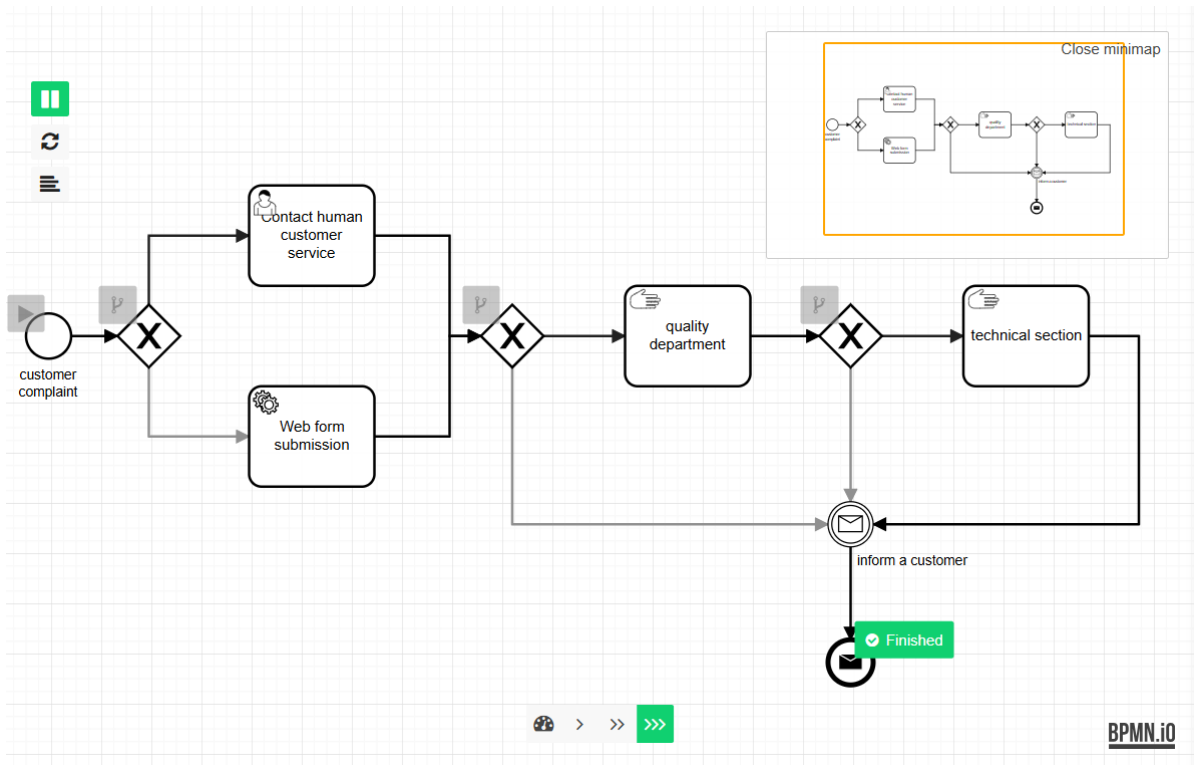 Close minimap
Contact human
customer
service
customer
complaint
Web form
submission
quality
department
technical section
inform a customer
Finished
BPMN.iO